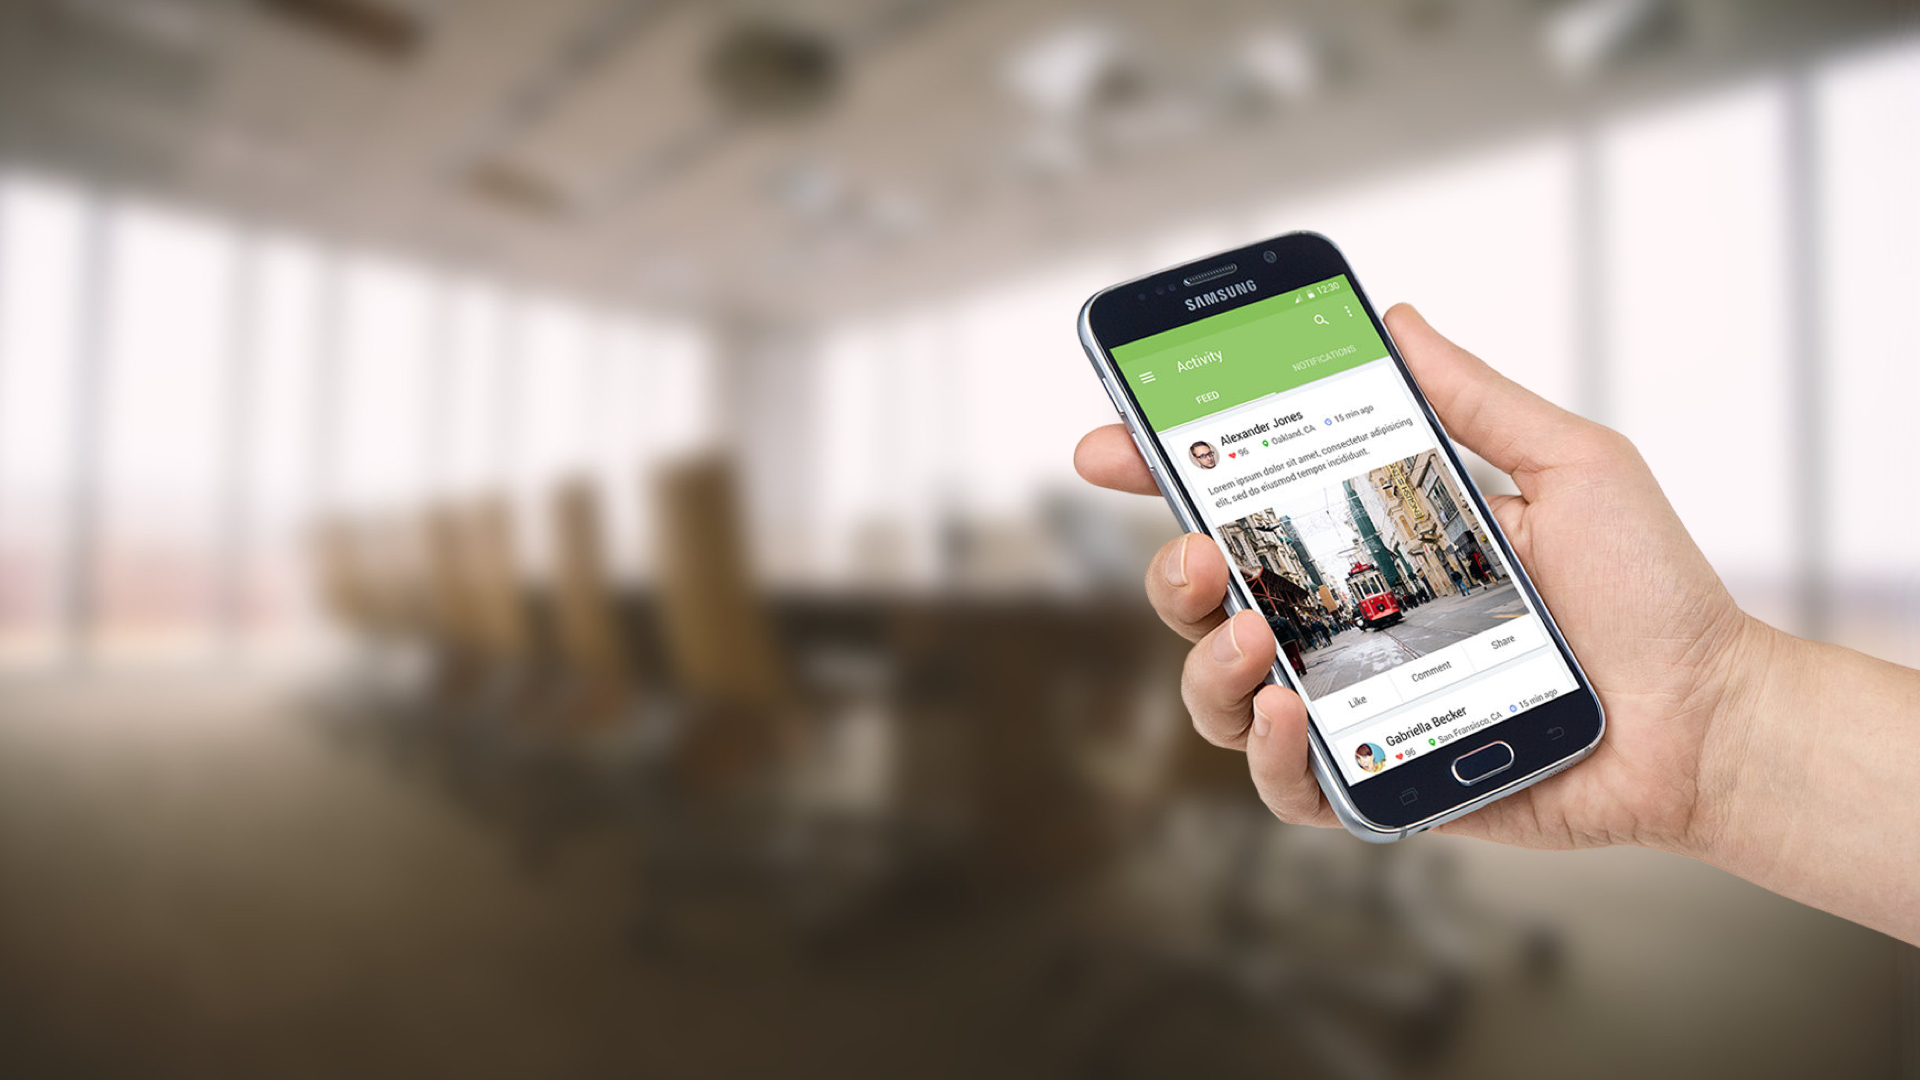 SAMSUNG
12:30
Activity
FEED
NOTIFICATIONS
Alexander Jones
96
Oakland, CA
15 min ago
Lorem ipsum dolor sit amet, consectetur adipisicing
elit, sed do eiusmod tempor incididunt.
Like
Comment
Share
Gabriella Becker
96
San-Fransisco, CA
15 min ago